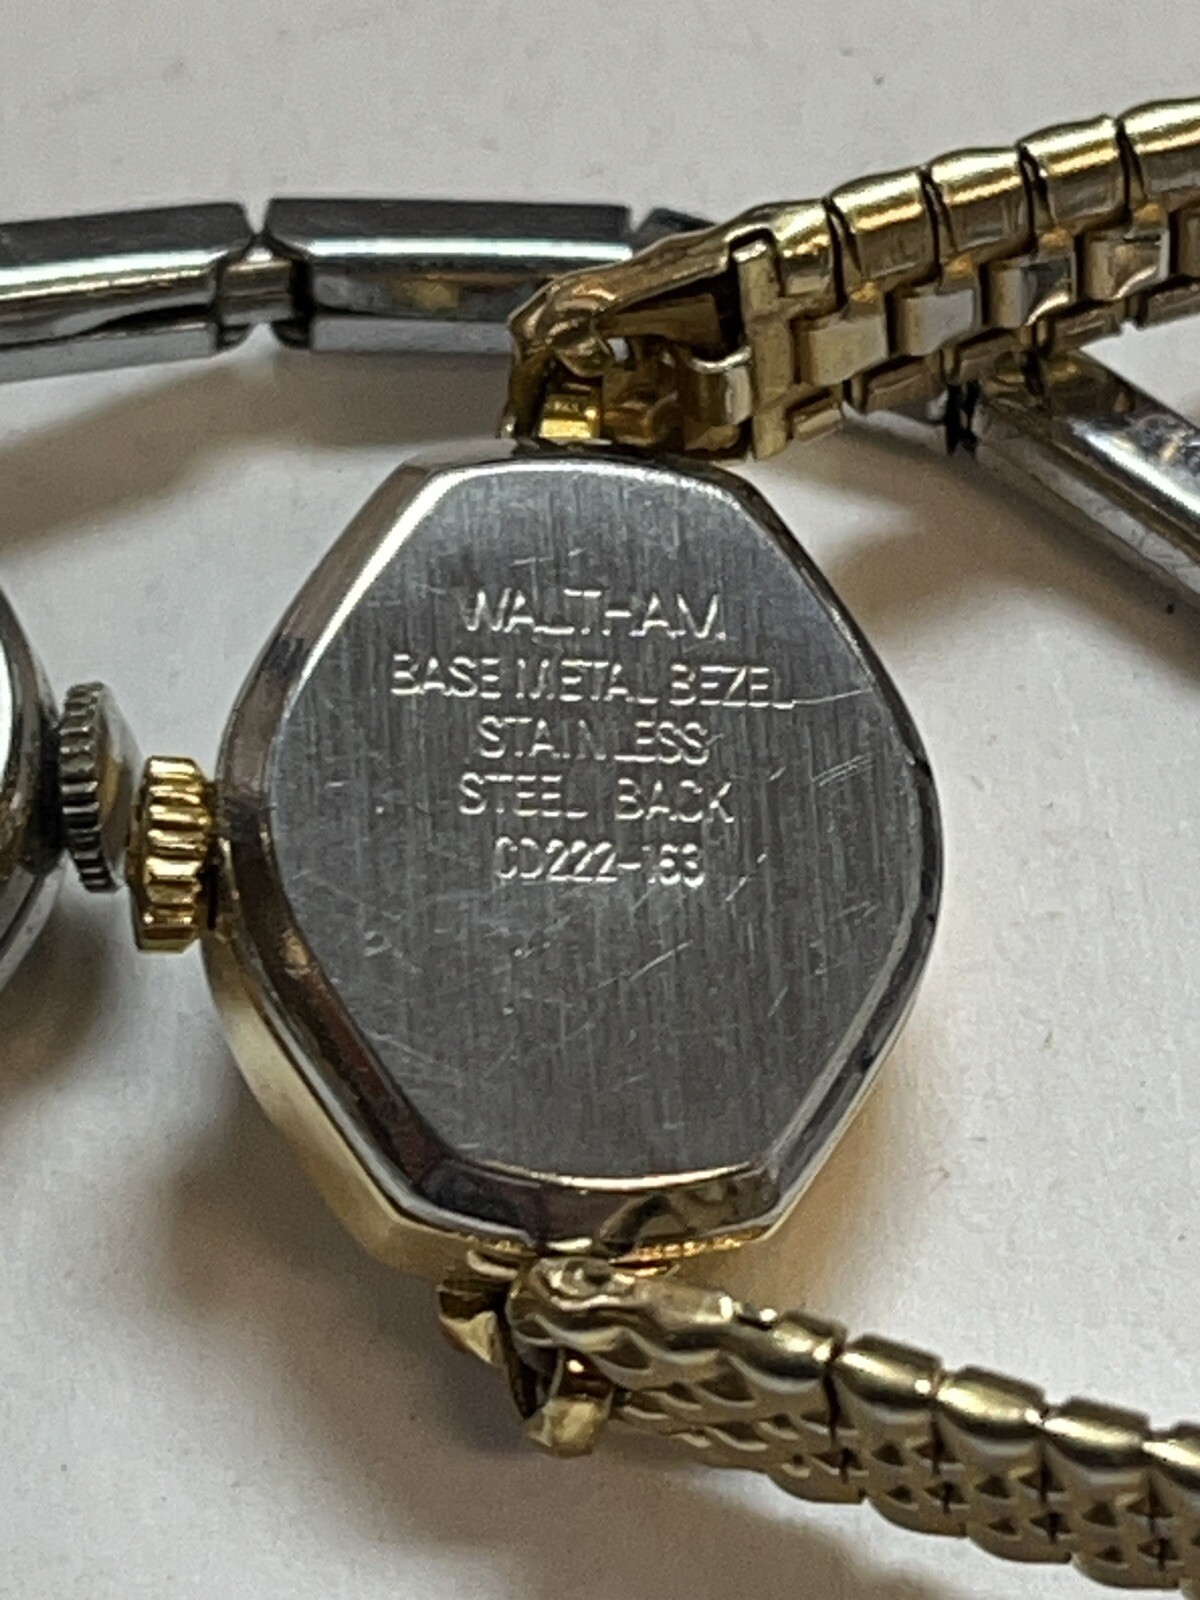 WALTHAM
BASE METAL BEZEL
STAINLESS
STEEL BACK
CD222-163